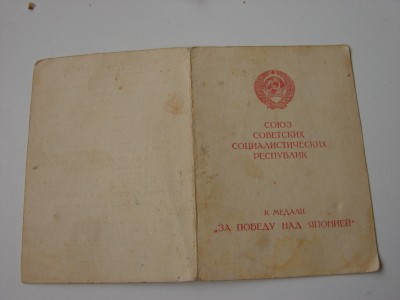 СОЮЗ
СОВЕТСКИХ
СОЦИАЛИСТИЧЕСКИХ
РЕСПУБЛИК
К МЕДАЛИ
„ЗА ПОБЕДУ НАД ЯПОНИЕЙ“